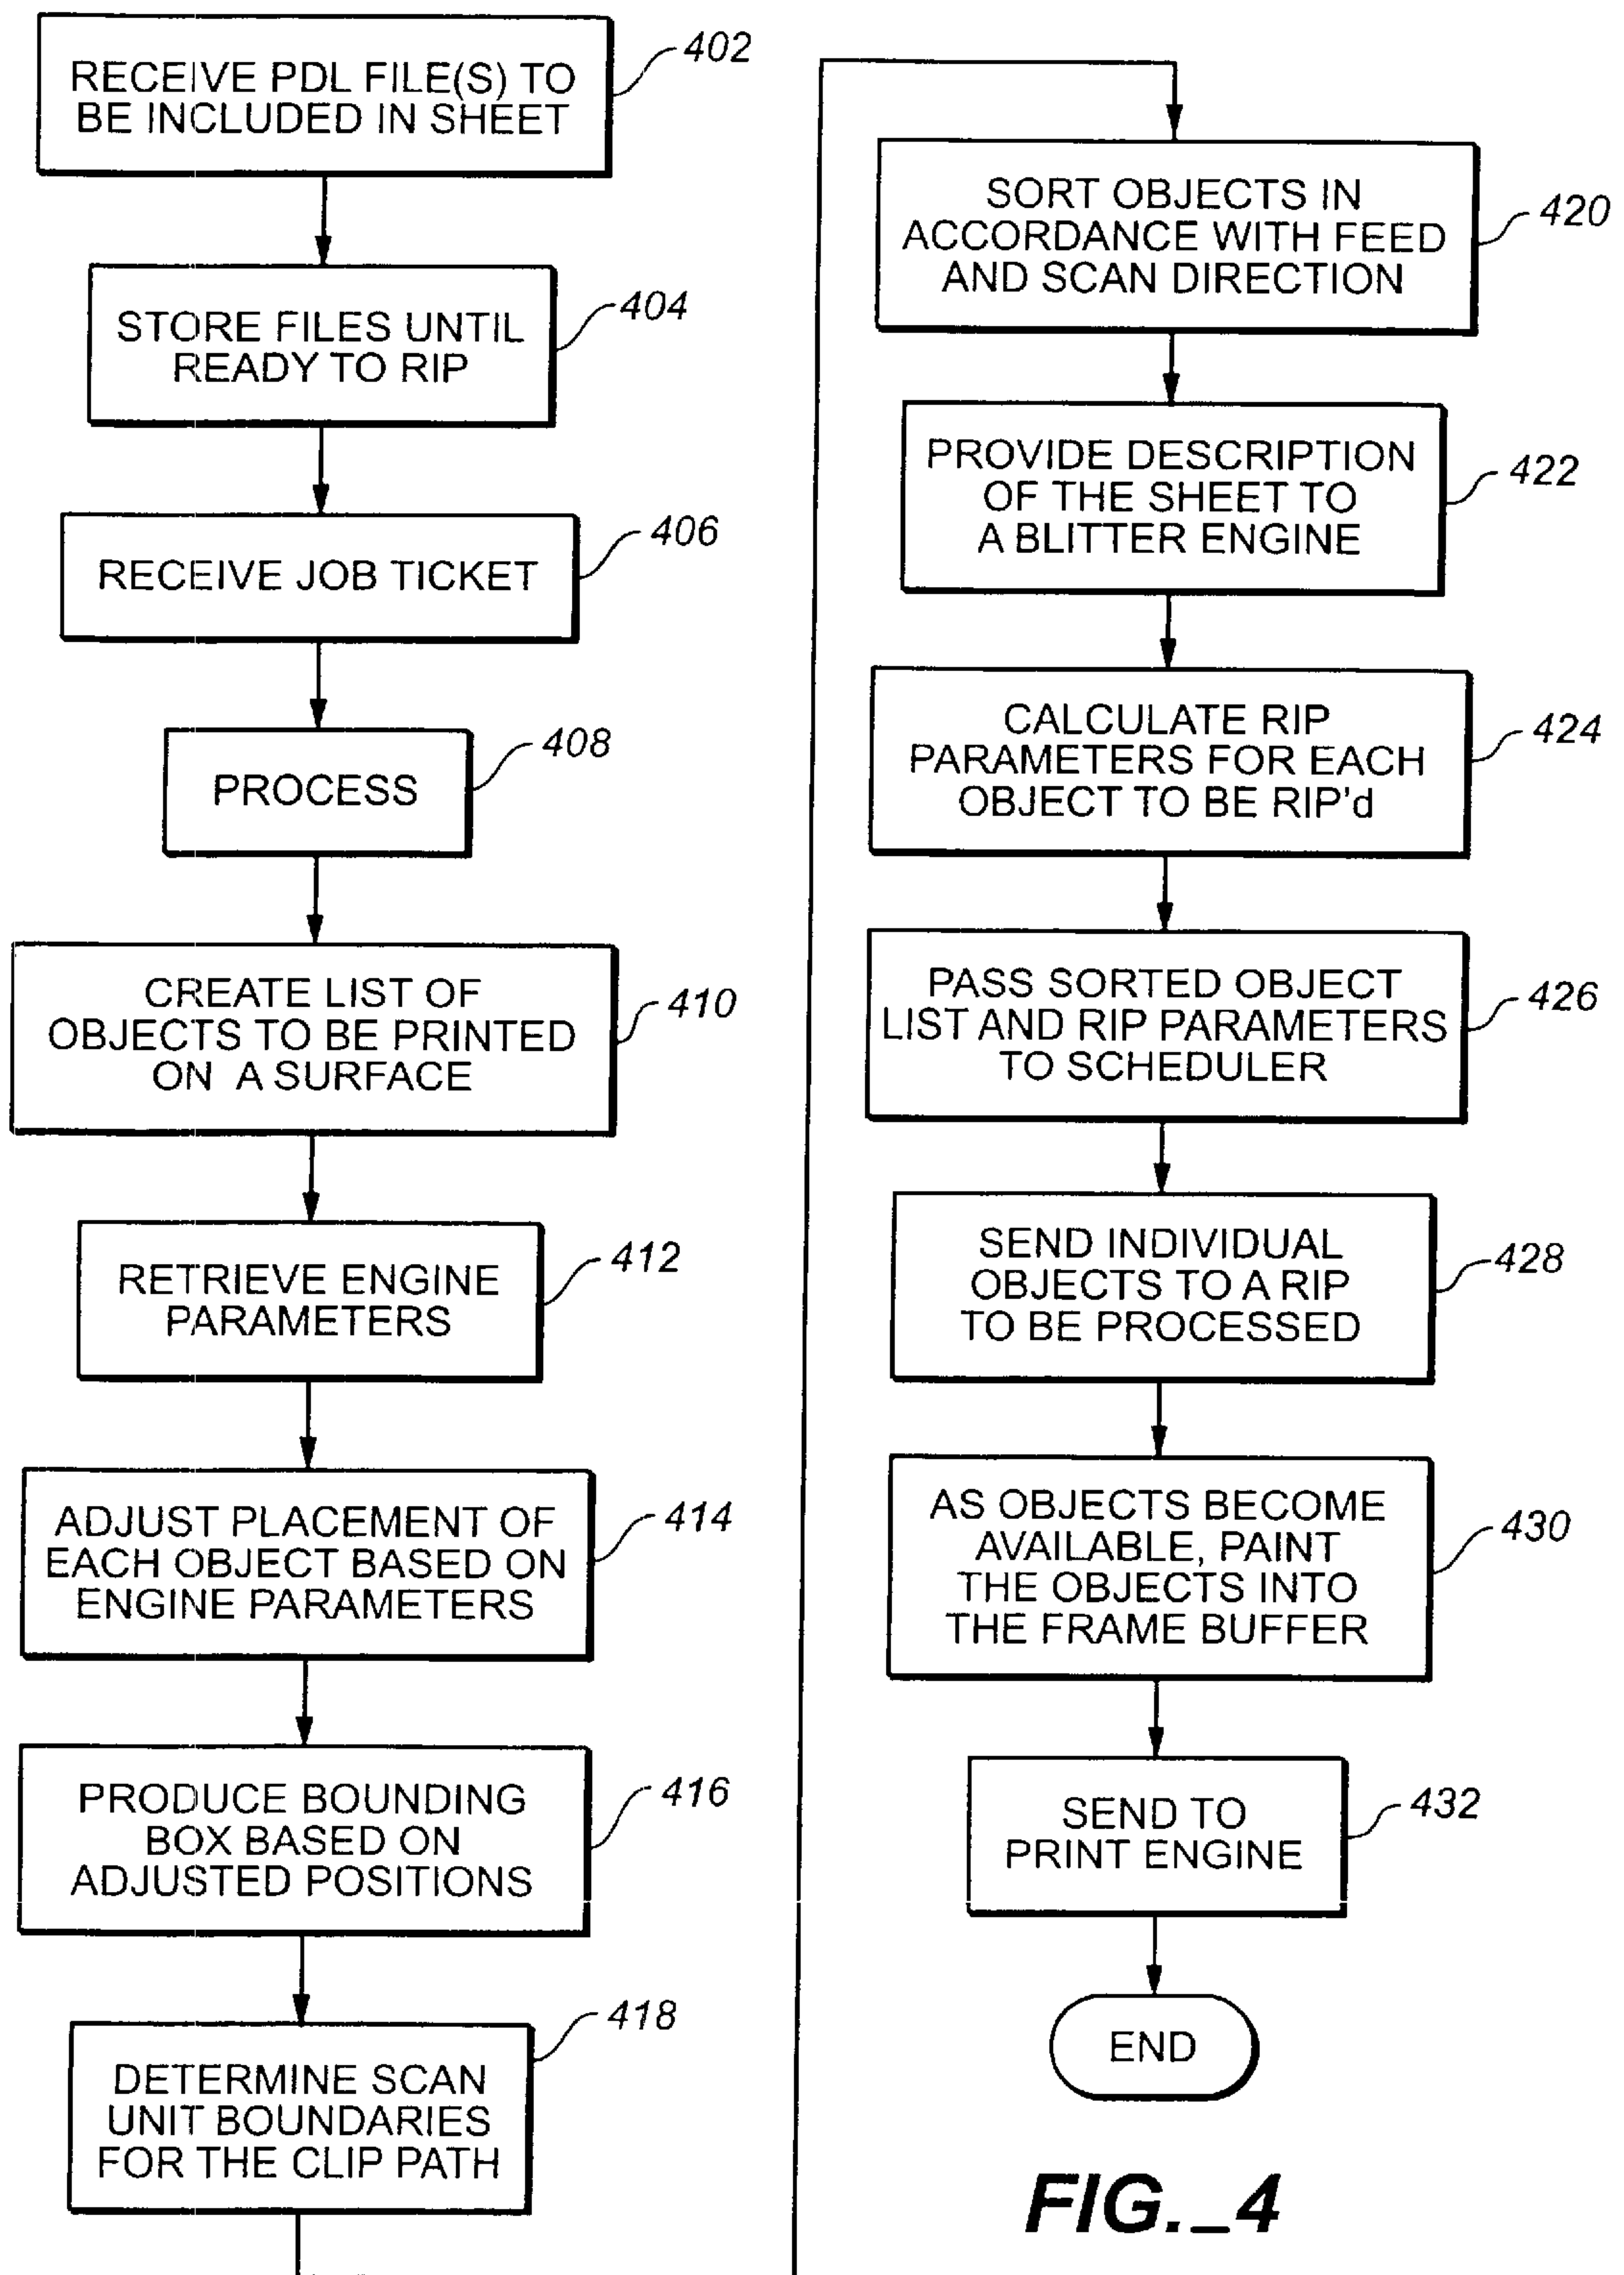 RECEIVE PDL FILE(S) TO
BE INCLUDED IN SHEET
402
STORE FILES UNTIL
READY TO RIP
404
RECEIVE JOB TICKET
406
PROCESS
408
CREATE LIST OF
OBJECTS TO BE PRINTED
ON A SURFACE
410
RETRIEVE ENGINE
PARAMETERS
412
ADJUST PLACEMENT OF
EACH OBJECT BASED ON
ENGINE PARAMETERS
414
PRODUCE BOUNDING
BOX BASED ON
ADJUSTED POSITIONS
416
DETERMINE SCAN
UNIT BOUNDARIES
FOR THE CLIP PATH
418
SORT OBJECTS IN
ACCORDANCE WITH FEED
AND SCAN DIRECTION
420
PROVIDE DESCRIPTION
OF THE SHEET TO
A BLITTER ENGINE
422
CALCULATE RIP
PARAMETERS FOR EACH
OBJECT TO BE RIP'd
424
PASS SORTED OBJECT
LIST AND RIP PARAMETERS
TO SCHEDULER
426
SEND INDIVIDUAL
OBJECTS TO A RIP
TO BE PROCESSED
428
AS OBJECTS BECOME
AVAILABLE, PAINT
THE OBJECTS INTO
THE FRAME BUFFER
430
SEND TO
PRINT ENGINE
432
END
FIG._4